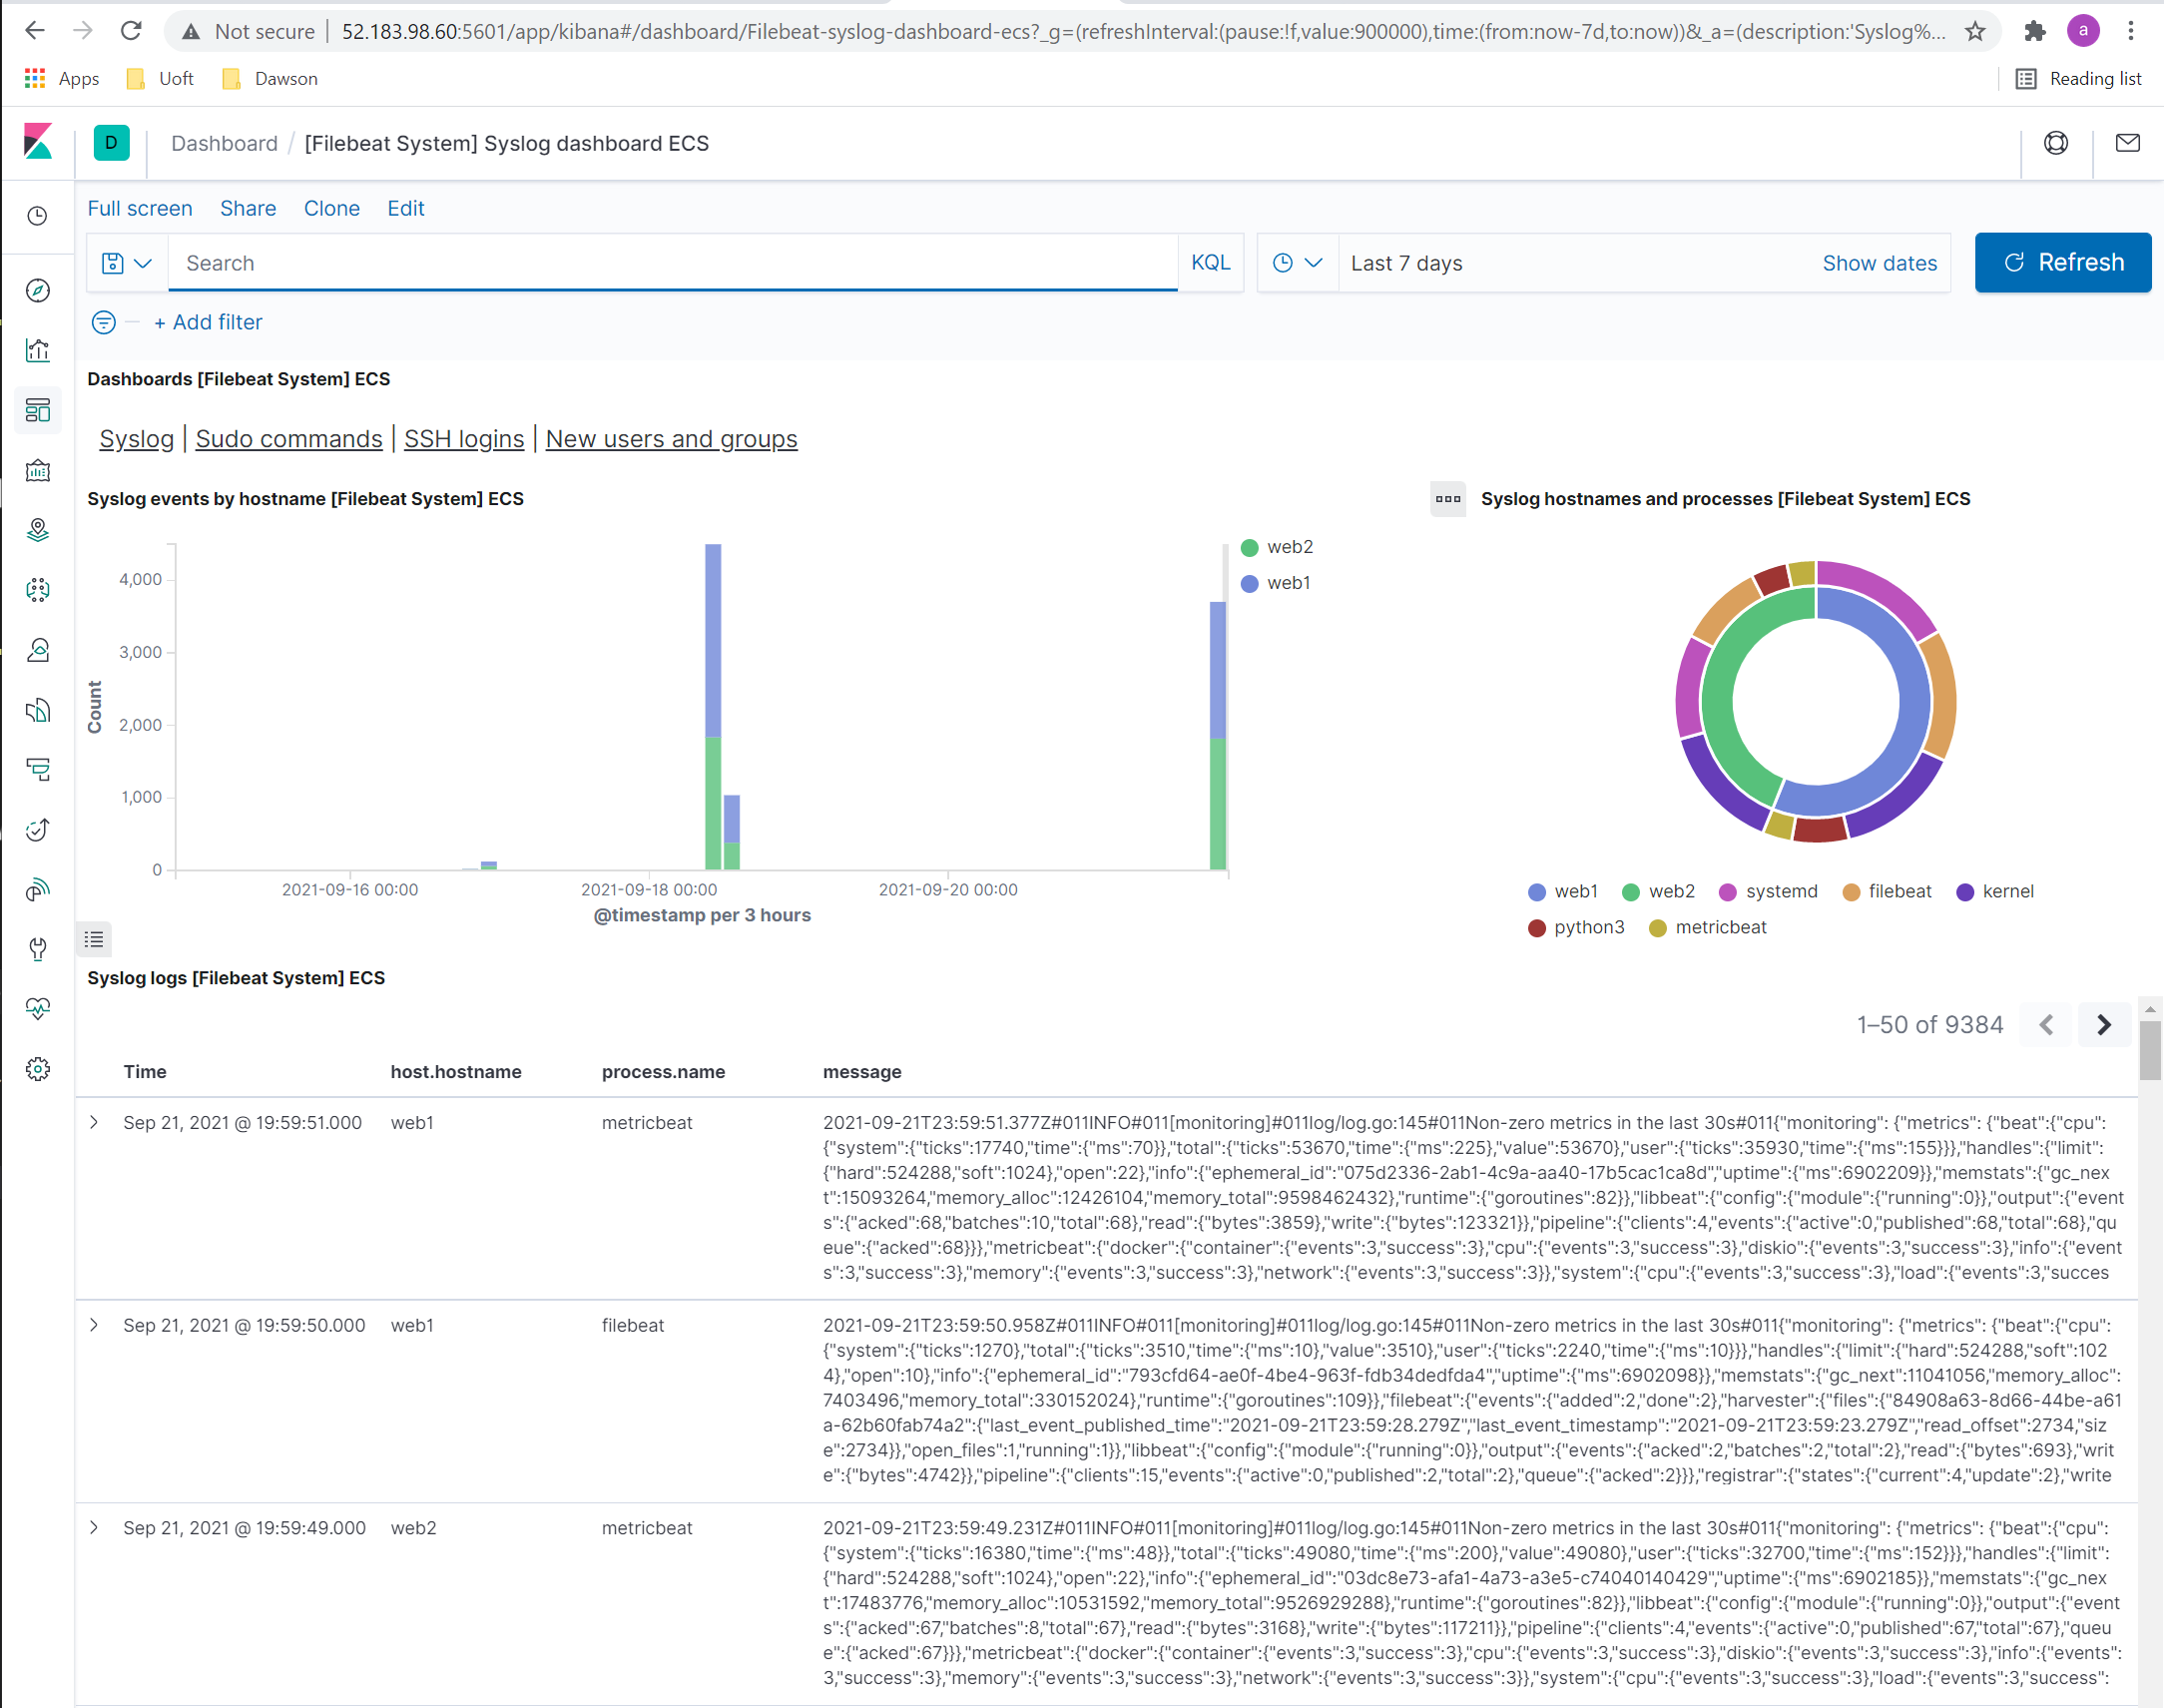 Not secure | 52.183.98.60:5601/app/kibana#/dashboard/Filebeat-syslog-dashboard-ecs?_g=(refreshInterval:(pause:!f,value:900000),time:(from:now-7d,to:now))&_a=(description:'Syslog%... a
Apps Uoft Dawson Reading list
D Dashboard / [Filebeat System] Syslog dashboard ECS
Full screen Share Clone Edit
Search KQL Last 7 days Show dates Refresh
+ Add filter
Dashboards [Filebeat System] ECS
Syslog | Sudo commands | SSH logins | New users and groups
Syslog events by hostname [Filebeat System] ECS
4,000
3,000
2,000
1,000
0
Count
2021-09-16 00:00 2021-09-18 00:00 2021-09-20 00:00
@timestamp per 3 hours
web2
web1
Syslog hostnames and processes [Filebeat System] ECS
web1 web2 systemd filebeat kernel
python3 metricbeat
Syslog logs [Filebeat System] ECS
1–50 of 9384
Time host.hostname process.name message
Sep 21, 2021 @ 19:59:51.000 web1 metricbeat 2021-09-21T23:59:51.377Z#011INFO#011[monitoring]#011log/log.go:145#011Non-zero metrics in the last 30s#011{"monitoring": {"metrics": {"beat":{"cpu":
{"system":{"ticks":17740,"time":{"ms":70}},"total":{"ticks":53670,"time":{"ms":225},"value":53670},"user":{"ticks":35930,"time":{"ms":155}}},"handles":{"limit":
{"hard":524288,"soft":1024},"open":22},"info":{"ephemeral_id":"075d2336-2ab1-4c9a-aa40-17b5cac1ca8d","uptime":{"ms":6902209}},"memstats":{"gc_nex
t":15093264,"memory_alloc":12426104,"memory_total":9598462432},"runtime":{"goroutines":82}},"libbeat":{"config":{"module":{"running":0}},"output":{"event
s":{"acked":68,"batches":10,"total":68},"read":{"bytes":3859},"write":{"bytes":123321}},"pipeline":{"clients":4,"events":{"active":0,"published":68,"total":68},"qu
eue":{"acked":68}}},"metricbeat":{"docker":{"container":{"events":3,"success":3},"cpu":{"events":3,"success":3},"diskio":{"events":3,"success":3},"info":{"event
s":3,"success":3},"memory":{"events":3,"success":3},"network":{"events":3,"success":3}},"system":{"cpu":{"events":3,"success":3},"load":{"events":3,"succes
Sep 21, 2021 @ 19:59:50.000 web1 filebeat 2021-09-21T23:59:50.958Z#011INFO#011[monitoring]#011log/log.go:145#011Non-zero metrics in the last 30s#011{"monitoring": {"metrics": {"beat":{"cpu":
{"system":{"ticks":1270},"total":{"ticks":3510,"time":{"ms":10},"value":3510},"user":{"ticks":2240,"time":{"ms":10}}},"handles":{"limit":{"hard":524288,"soft":102
4},"open":10},"info":{"ephemeral_id":"793cfd64-ae0f-4be4-963f-fdb34dedfda4","uptime":{"ms":6902098}},"memstats":{"gc_next":11041056,"memory_alloc":
7403496,"memory_total":330152024},"runtime":{"goroutines":109}},"filebeat":{"events":{"added":2,"done":2},"harvester":{"files":{"84908a63-8d66-44be-a61
a-62b60fab74a2":{"last_event_published_time":"2021-09-21T23:59:28.279Z","last_event_timestamp":"2021-09-21T23:59:23.279Z","read_offset":2734,"siz
e":2734}},"open_files":1,"running":1}},"libbeat":{"config":{"module":{"running":0}},"output":{"events":{"acked":2,"batches":2,"total":2},"read":{"bytes":693},"writ
e":{"bytes":4742}},"pipeline":{"clients":15,"events":{"active":0,"published":2,"total":2},"queue":{"acked":2}}},"registrar":{"states":{"current":4,"update":2},"write
Sep 21, 2021 @ 19:59:49.000 web2 metricbeat 2021-09-21T23:59:49.231Z#011INFO#011[monitoring]#011log/log.go:145#011Non-zero metrics in the last 30s#011{"monitoring": {"metrics": {"beat":{"cpu":
{"system":{"ticks":16380,"time":{"ms":48}},"total":{"ticks":49080,"time":{"ms":200},"value":49080},"user":{"ticks":32700,"time":{"ms":152}}},"handles":{"limit":
{"hard":524288,"soft":1024},"open":22},"info":{"ephemeral_id":"03dc8e73-afa1-4a73-a3e5-c74040140429","uptime":{"ms":6902185}},"memstats":{"gc_nex
t":17483776,"memory_alloc":10531592,"memory_total":9526929288},"runtime":{"goroutines":82}},"libbeat":{"config":{"module":{"running":0}},"output":{"event
s":{"acked":67,"batches":8,"total":67},"read":{"bytes":3168},"write":{"bytes":117211}},"pipeline":{"clients":4,"events":{"active":0,"published":67,"total":67},"queu
e":{"acked":67}}},"metricbeat":{"docker":{"container":{"events":3,"success":3},"cpu":{"events":3,"success":3},"diskio":{"events":3,"success":3},"info":{"events":
3,"success":3},"memory":{"events":3,"success":3},"network":{"events":3,"success":3}},"system":{"cpu":{"events":3,"success":3},"load":{"events":3,"success":